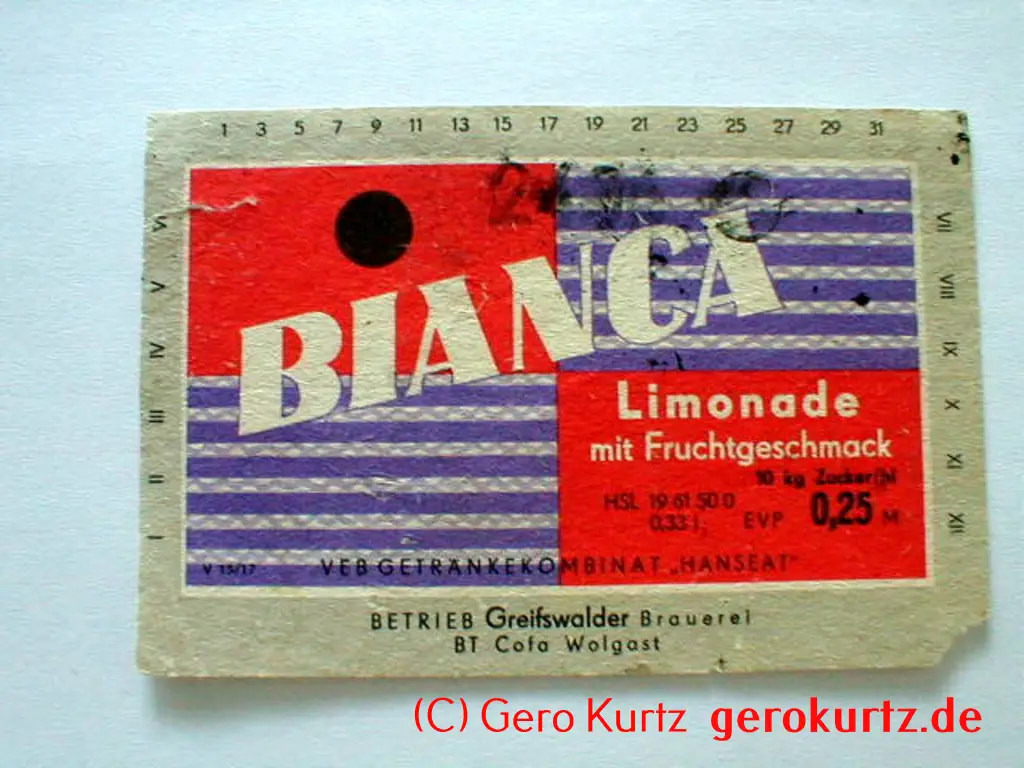 1 3 5 7 9 11 13 15 17 19 21 23 25 27 29 31
VI
V
IV
III
II
I
BIANCA
Limonade
mit Fruchtgeschmack
10 kg Zucker/hl
HSL 19 61 50 0
0,33 l, EVP 0,25 M
V 15/17 VEB GETRÄNKEKOMBINAT „HANSEAT"
VII
VIII
IX
X
XI
XII
BETRIEB Greifswalder Brauerei
BT Cofa Wolgast
(C) Gero Kurtz gerokurtz.de